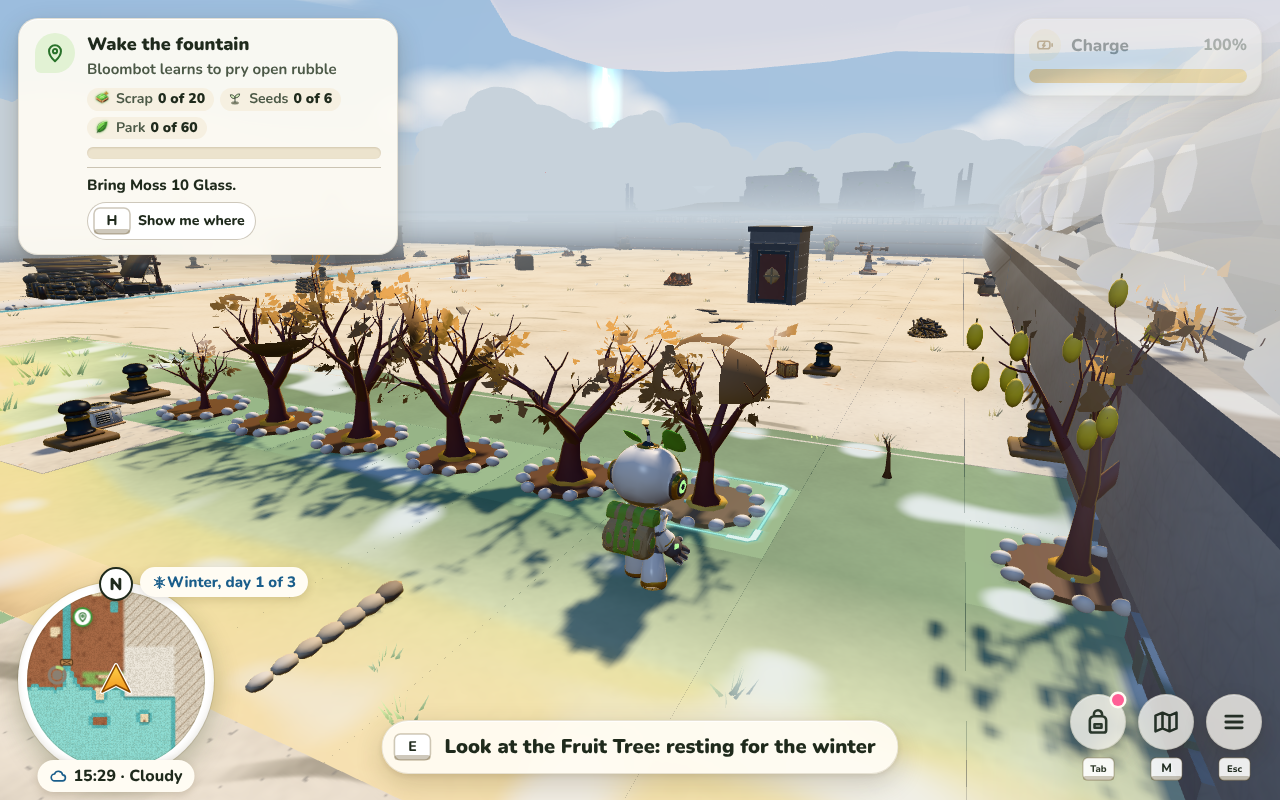 Wake the fountain
Bloombot learns to pry open rubble
Scrap 0 of 20 Seeds 0 of 6
Park 0 of 60
Bring Moss 10 Glass.
H Show me where
Charge 100%
N
Winter, day 1 of 3
15:29 · Cloudy
E Look at the Fruit Tree: resting for the winter
Tab M Esc